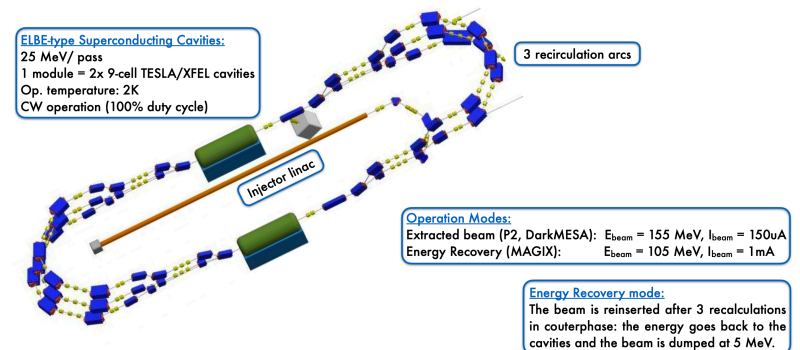 ELBE-type Superconducting Cavities:
25 MeV/ pass
1 module = 2x 9-cell TESLA/XFEL cavities
Op. temperature: 2K
CW operation (100% duty cycle)
3 recirculation arcs
Injector linac
Operation Modes:
Extracted beam (P2, DarkMESA): Ebeam = 155 MeV, Ibeam = 150uA
Energy Recovery (MAGIX): Ebeam = 105 MeV, Ibeam = 1mA
Energy Recovery mode:
The beam is reinserted after 3 recalculations
in couterphase: the energy goes back to the
cavities and the beam is dumped at 5 MeV.